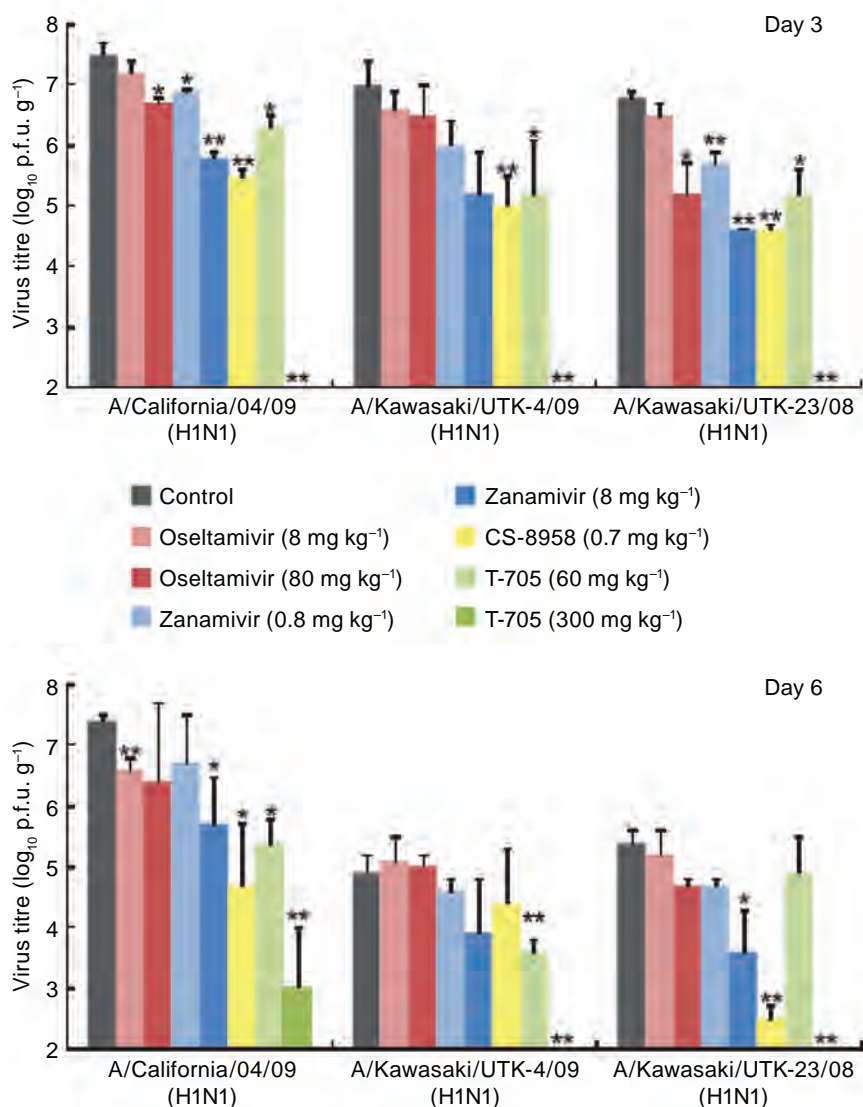 Day 3
Virus titre (log₁₀ p.f.u. g⁻¹)
8
7
6
5
4
3
2
* * ** ** * **
** * **
* ** ** ** * **
A/California/04/09 A/Kawasaki/UTK-4/09 A/Kawasaki/UTK-23/08
(H1N1) (H1N1) (H1N1)
Control Zanamivir (8 mg kg⁻¹)
Oseltamivir (8 mg kg⁻¹) CS-8958 (0.7 mg kg⁻¹)
Oseltamivir (80 mg kg⁻¹) T-705 (60 mg kg⁻¹)
Zanamivir (0.8 mg kg⁻¹) T-705 (300 mg kg⁻¹)
Day 6
Virus titre (log₁₀ p.f.u. g⁻¹)
8
7
6
5
4
3
2
** * * * **
** **
* ** **
A/California/04/09 A/Kawasaki/UTK-4/09 A/Kawasaki/UTK-23/08
(H1N1) (H1N1) (H1N1)